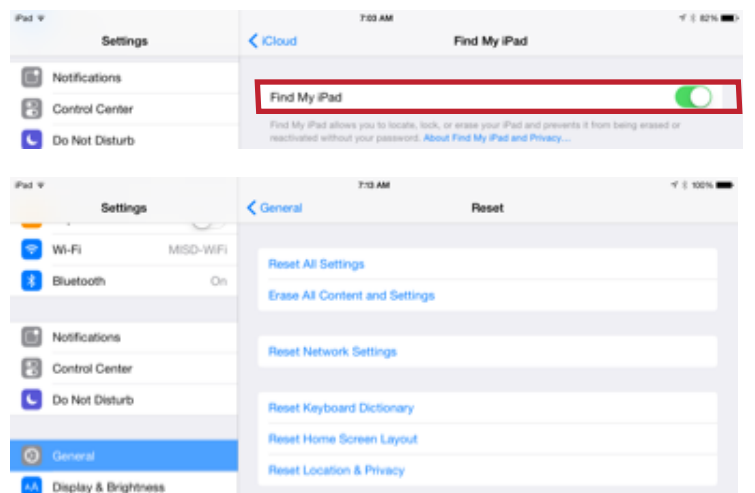 iPad 7:03 AM 82%
Settings
iCloud Find My iPad
Notifications
Control Center
Do Not Disturb
Find My iPad
Find My iPad allows you to locate, lock, or erase your iPad and prevents it from being erased or
reactivated without your password. About Find My iPad and Privacy...
iPad 7:13 AM 100%
Settings
General Reset
Wi-Fi MISD-WiFi
Bluetooth On
Notifications
Control Center
Do Not Disturb
General
AA Display & Brightness
Reset All Settings
Erase All Content and Settings
Reset Network Settings
Reset Keyboard Dictionary
Reset Home Screen Layout
Reset Location & Privacy